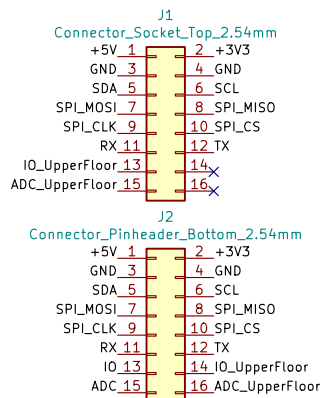 J1
Connector_Socket_Top_2.54mm
+5V 1 2 +3V3
GND 3 4 GND
SDA 5 6 SCL
SPI_MOSI 7 8 SPI_MISO
SPI_CLK 9 10 SPI_CS
RX 11 12 TX
IO_UpperFloor 13 14
ADC_UpperFloor 15 16
J2
Connector_Pinheader_Bottom_2.54mm
+5V 1 2 +3V3
GND 3 4 GND
SDA 5 6 SCL
SPI_MOSI 7 8 SPI_MISO
SPI_CLK 9 10 SPI_CS
RX 11 12 TX
IO 13 14 IO_UpperFloor
ADC 15 16 ADC_UpperFloor